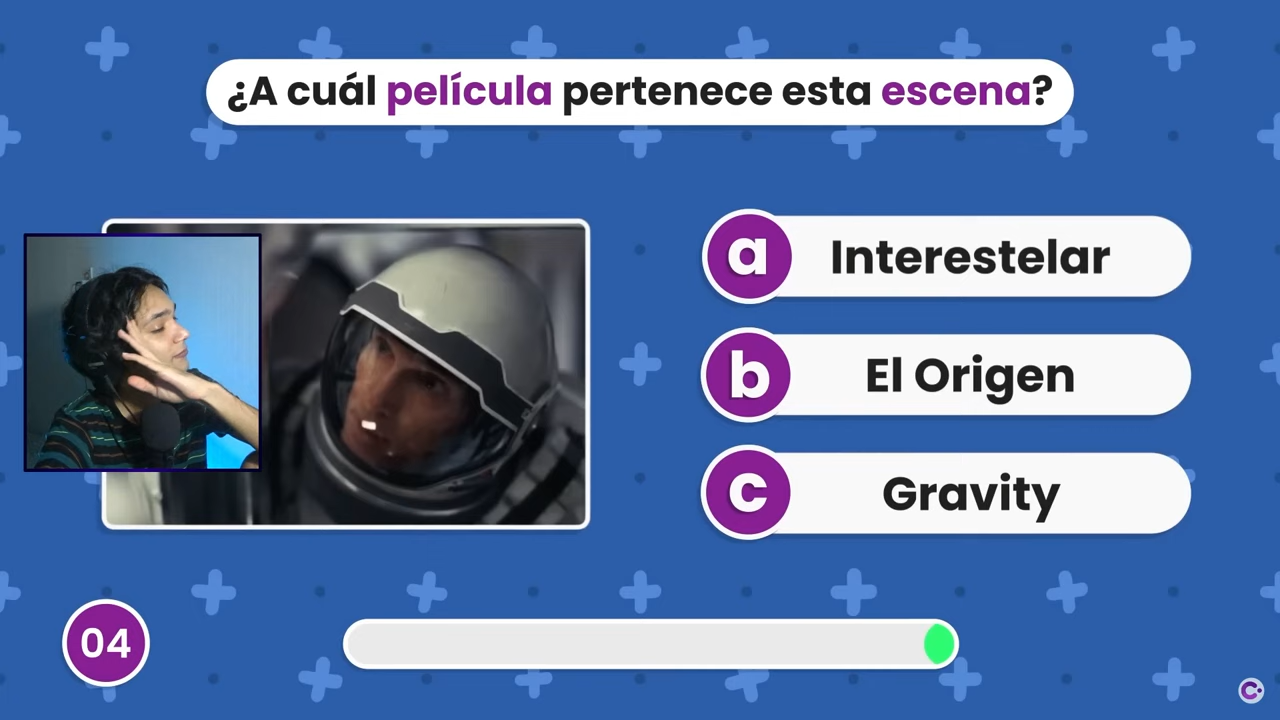 ¿A cuál película pertenece esta escena?
a Interestelar
b El Origen
c Gravity
04
C